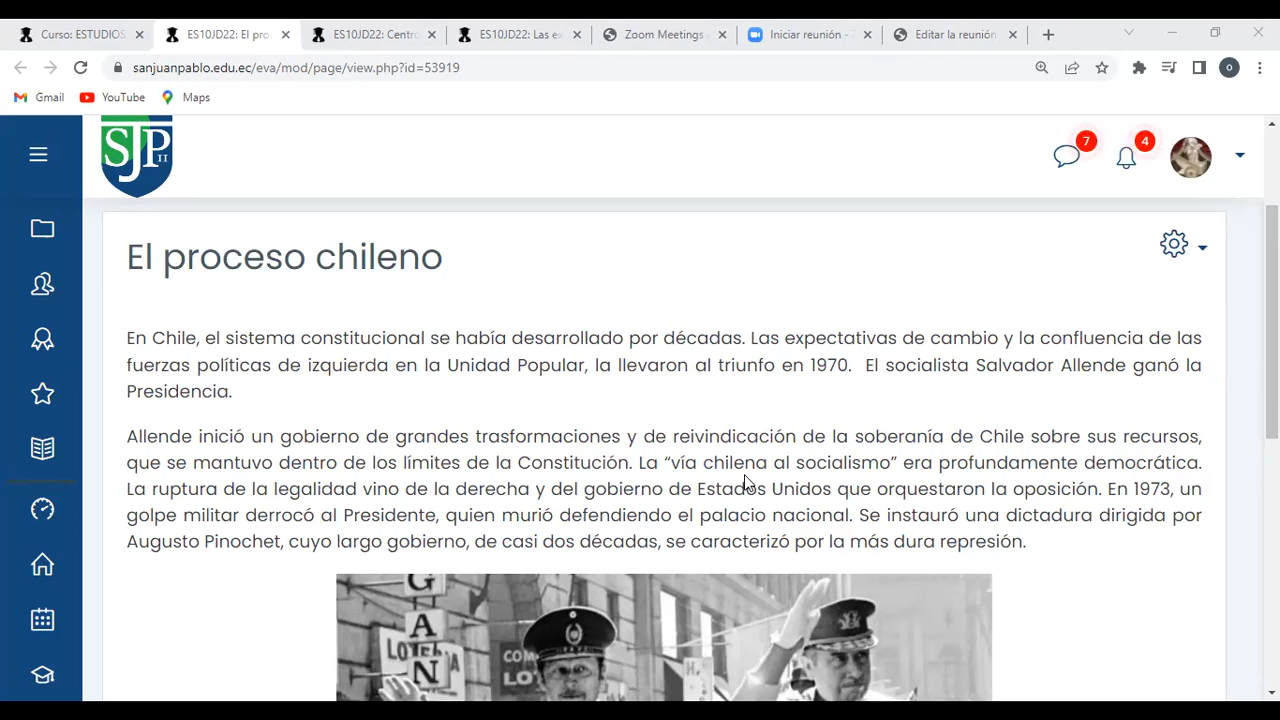 Curso: ESTUDIOS
ES10JD22: El pro
ES10JD22: Centro
ES10JD22: Las ex
Zoom Meetings
Iniciar reunión -
Editar la reunión
sanjuanpablo.edu.ec/eva/mod/page/view.php?id=53919
O
Gmail
YouTube
Maps
SJP
II
7
4
El proceso chileno
En Chile, el sistema constitucional se había desarrollado por décadas. Las expectativas de cambio y la confluencia de las
fuerzas políticas de izquierda en la Unidad Popular, la llevaron al triunfo en 1970. El socialista Salvador Allende ganó la
Presidencia.
Allende inició un gobierno de grandes trasformaciones y de reivindicación de la soberanía de Chile sobre sus recursos,
que se mantuvo dentro de los límites de la Constitución. La “vía chilena al socialismo” era profundamente democrática.
La ruptura de la legalidad vino de la derecha y del gobierno de Estados Unidos que orquestaron la oposición. En 1973, un
golpe militar derrocó al Presidente, quien murió defendiendo el palacio nacional. Se instauró una dictadura dirigida por
Augusto Pinochet, cuyo largo gobierno, de casi dos décadas, se caracterizó por la más dura represión.
G
A
N